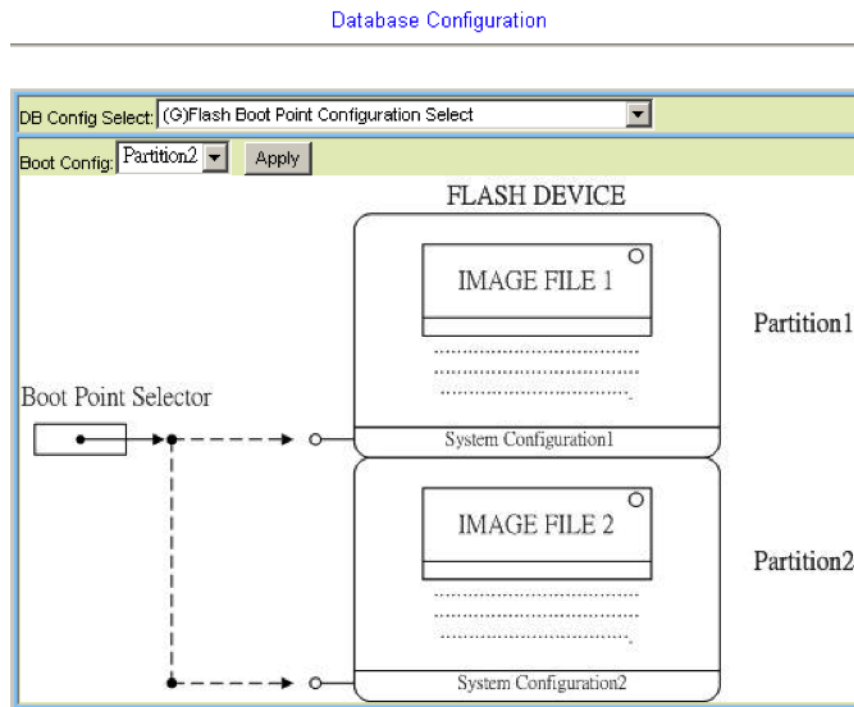 Database Configuration
DB Config Select: (G)Flash Boot Point Configuration Select
Boot Config: Partition2 Apply
FLASH DEVICE
IMAGE FILE 1
Partition1
Boot Point Selector
System Configuration1
IMAGE FILE 2
Partition2
System Configuration2